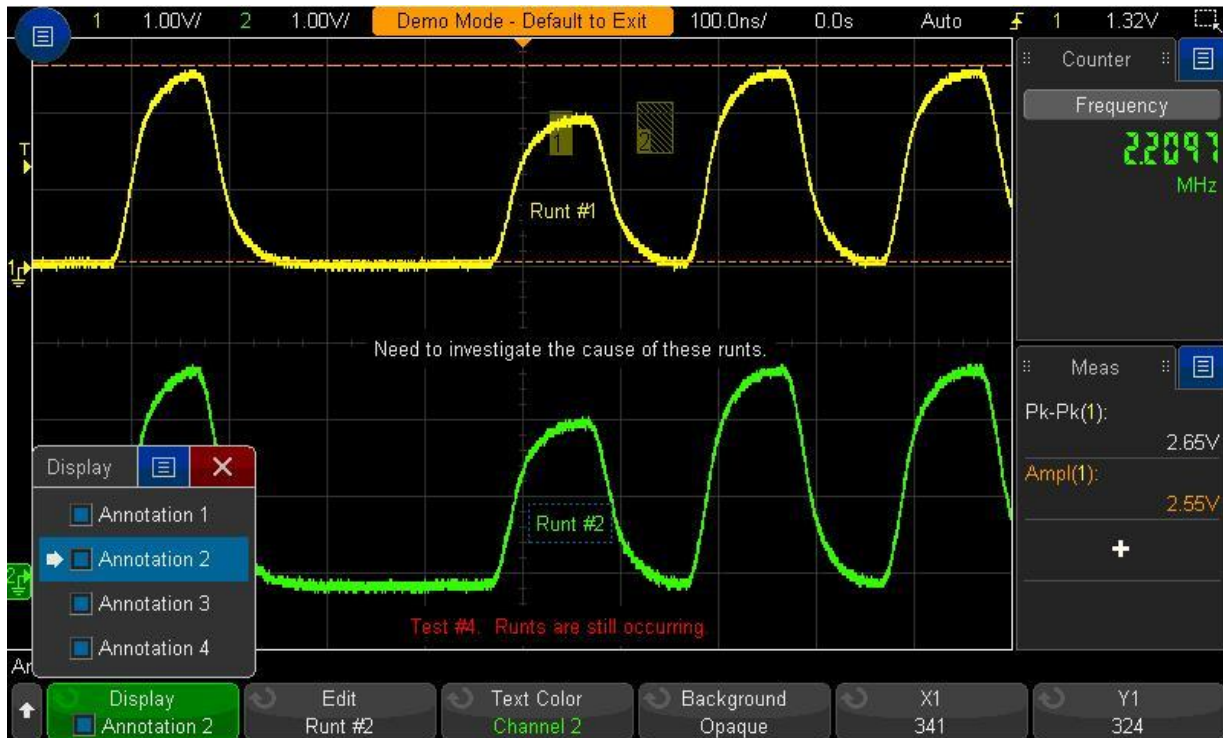 1 1.00V/ 2 1.00V/ Demo Mode - Default to Exit 100.0ns/ 0.0s Auto 1 1.32V
Counter
Frequency
2.2097
MHz
T
1 2
Runt #1
1
Need to investigate the cause of these runts.
Meas
Pk-Pk(1):
2.65V
Ampl(1):
2.55V
Display
Annotation 1
Annotation 2
Annotation 3
Annotation 4
Runt #2
2
Test #4. Runts are still occurring.
Display
Annotation 2
Edit
Runt #2
Text Color
Channel 2
Background
Opaque
X1
341
Y1
324